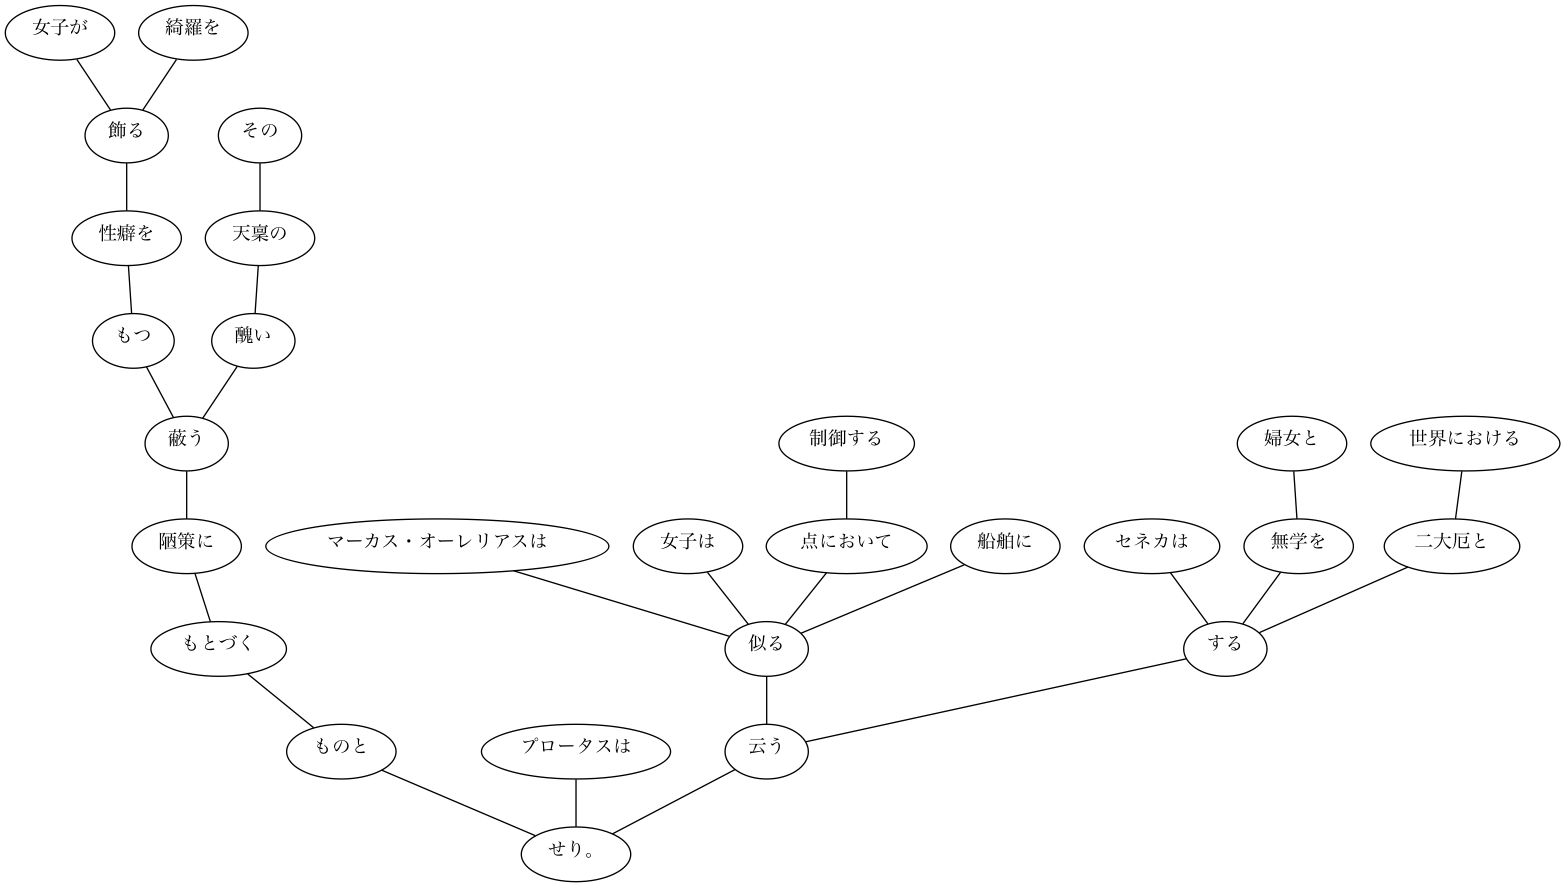 女子が 綺羅を
飾る その
性癖を 天稟の
もつ 醜い
蔽う 制御する 婦女と 世界における
陋策に マーカス・オーレリアスは 女子は 点において 船舶に セネカは 無学を 二大厄と
もとづく 似る する
ものと プロータスは 云う
せり。